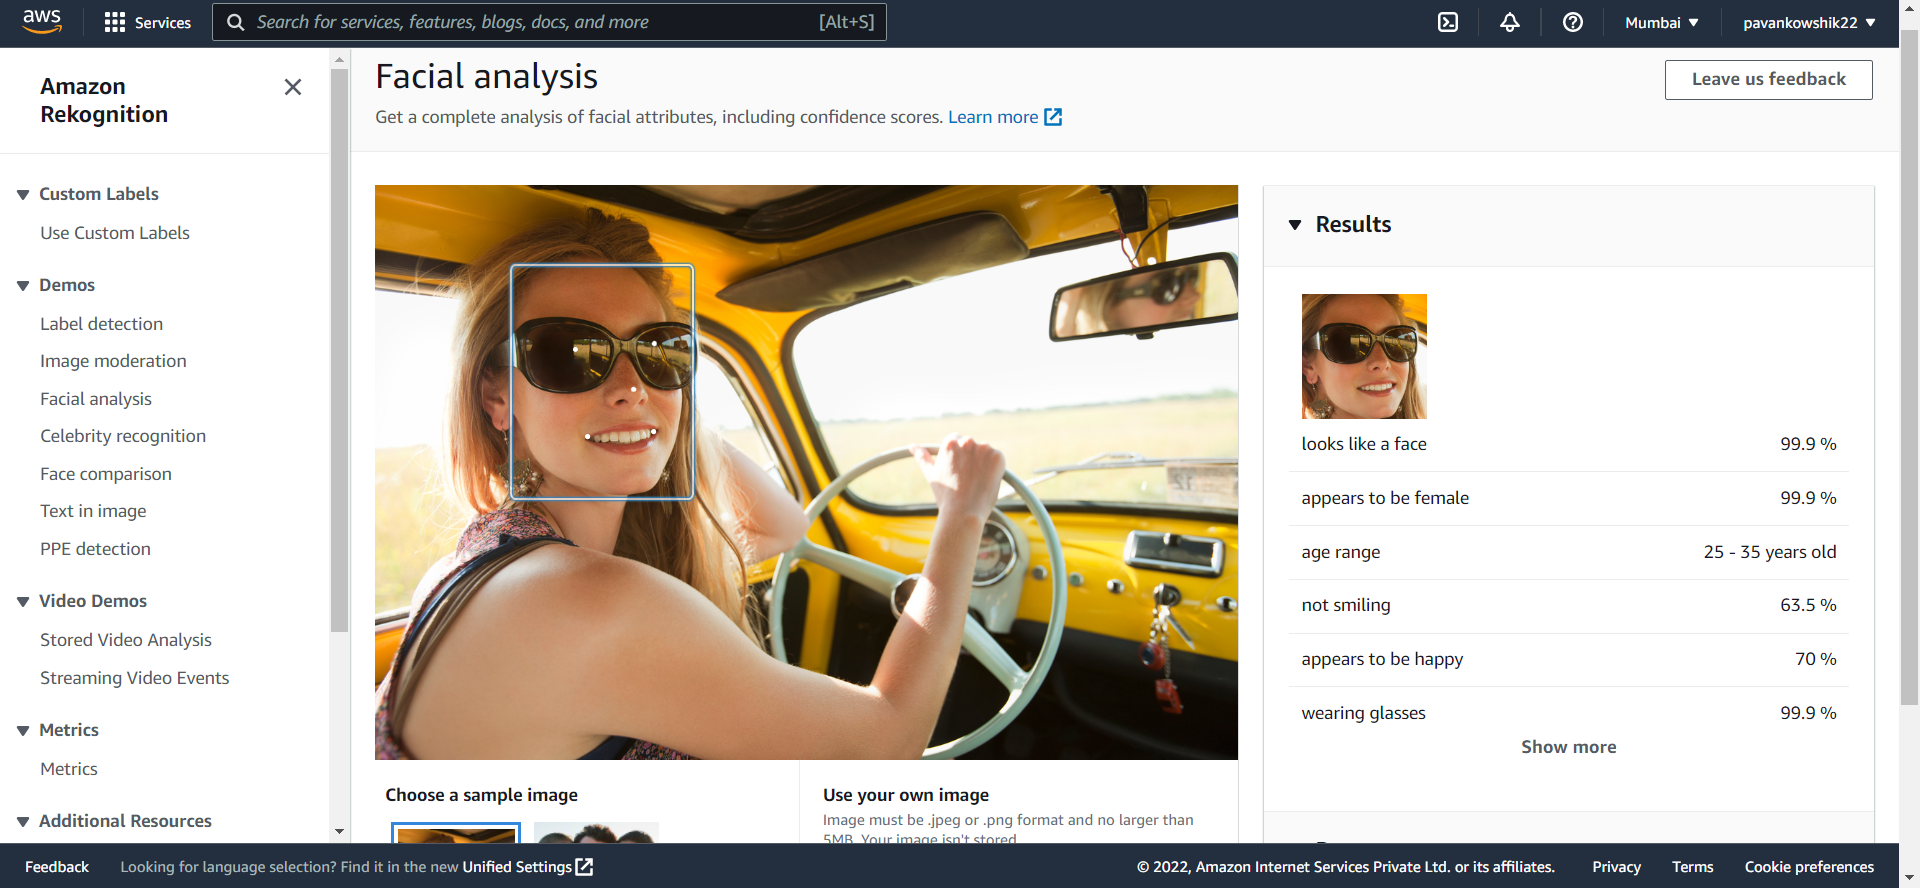 aws
Services
Search for services, features, blogs, docs, and more
[Alt+S]
Mumbai
pavankowshik22
Amazon
Rekognition
Custom Labels
Use Custom Labels
Demos
Label detection
Image moderation
Facial analysis
Celebrity recognition
Face comparison
Text in image
PPE detection
Video Demos
Stored Video Analysis
Streaming Video Events
Metrics
Metrics
Additional Resources
Facial analysis
Get a complete analysis of facial attributes, including confidence scores. Learn more
Leave us feedback
Choose a sample image
Use your own image
Image must be .jpeg or .png format and no larger than
5MB. Your image isn't stored
Results
looks like a face 99.9 %
appears to be female 99.9 %
age range 25 - 35 years old
not smiling 63.5 %
appears to be happy 70 %
wearing glasses 99.9 %
Show more
Feedback
Looking for language selection? Find it in the new Unified Settings
© 2022, Amazon Internet Services Private Ltd. or its affiliates.
Privacy
Terms
Cookie preferences